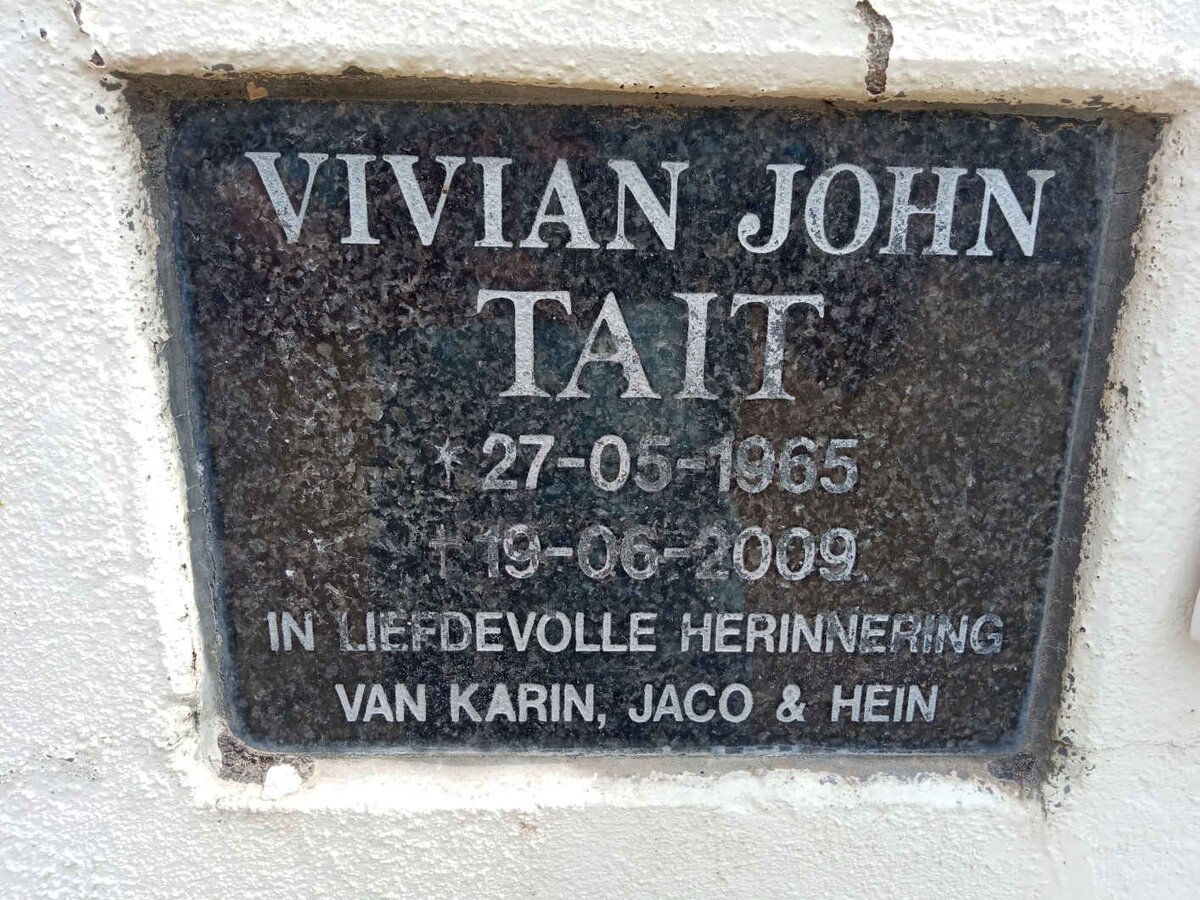 VIVIAN JOHN
TAIT
* 27-05-1965
† 19-06-2009
IN LIEFDEVOLLE HERINNERING
VAN KARIN, JACO & HEIN